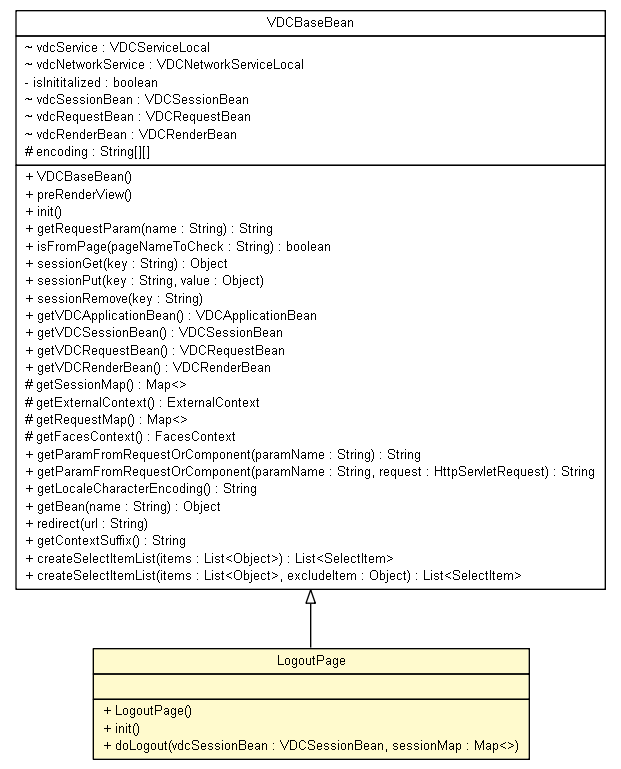 VDCBaseBean
~ vdcService : VDCServiceLocal
~ vdcNetworkService : VDCNetworkServiceLocal
- isInititalized : boolean
~ vdcSessionBean : VDCSessionBean
~ vdcRequestBean : VDCRequestBean
~ vdcRenderBean : VDCRenderBean
# encoding : String[][]
+ VDCBaseBean()
+ preRenderView()
+ init()
+ getRequestParam(name : String) : String
+ isFromPage(pageNameToCheck : String) : boolean
+ sessionGet(key : String) : Object
+ sessionPut(key : String, value : Object)
+ sessionRemove(key : String)
+ getVDCApplicationBean() : VDCApplicationBean
+ getVDCSessionBean() : VDCSessionBean
+ getVDCRequestBean() : VDCRequestBean
+ getVDCRenderBean() : VDCRenderBean
# getSessionMap() : Map<>
# getExternalContext() : ExternalContext
# getRequestMap() : Map<>
# getFacesContext() : FacesContext
+ getParamFromRequestOrComponent(paramName : String) : String
+ getParamFromRequestOrComponent(paramName : String, request : HttpServletRequest) : String
+ getLocaleCharacterEncoding() : String
+ getBean(name : String) : Object
+ redirect(url : String)
+ getContextSuffix() : String
+ createSelectItemList(items : List<Object>) : List<SelectItem>
+ createSelectItemList(items : List<Object>, excludeItem : Object) : List<SelectItem>
LogoutPage
+ LogoutPage()
+ init()
+ doLogout(vdcSessionBean : VDCSessionBean, sessionMap : Map<>)